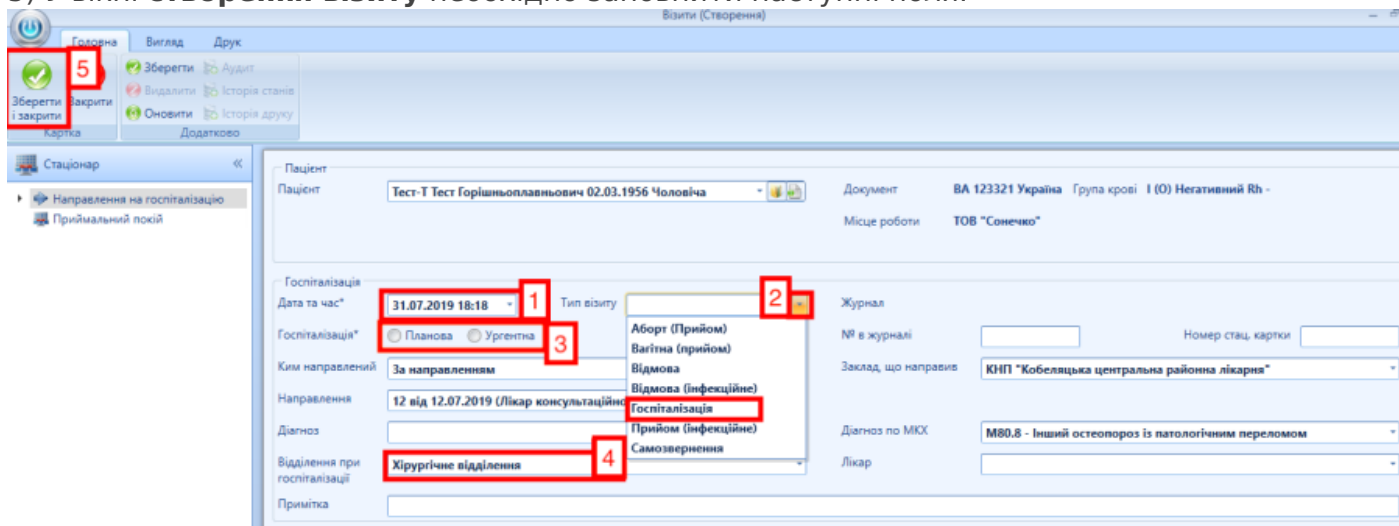 Візити (Створення)
Головна Вигляд Друк
Зберегти і закрити
5
Закрити
Зберегти Аудит
Видалити Історія станів
Оновити Історія друку
Картка Додатково
Стаціонар «
Направлення на госпіталізацію
Приймальний покій
Пацієнт
Пацієнт Тест-Т Тест Горішньоплавньович 02.03.1956 Чоловіча Документ ВА 123321 Україна Група крові I (O) Негативний Rh -
Місце роботи ТОВ "Сонечко"
Госпіталізація
Дата та час* 31.07.2019 18:18 1 Тип візиту 2 Журнал
Госпіталізація* Планова Ургентна 3 № в журналі Номер стац. картки
Ким направлений За направленням Заклад, що направив КНП "Кобеляцька центральна районна лікарня"
Направлення 12 від 12.07.2019 (Лікар консультаційно
Діагноз Діагноз по МКХ M80.8 - Інший остеопороз із патологічним переломом
Відділення при госпіталізації Хірургічне відділення 4 Лікар
Примітка
Аборт (Прийом)
Вагітна (прийом)
Відмова
Відмова (інфекційне)
Госпіталізація
Прийом (інфекційне)
Самозвернення